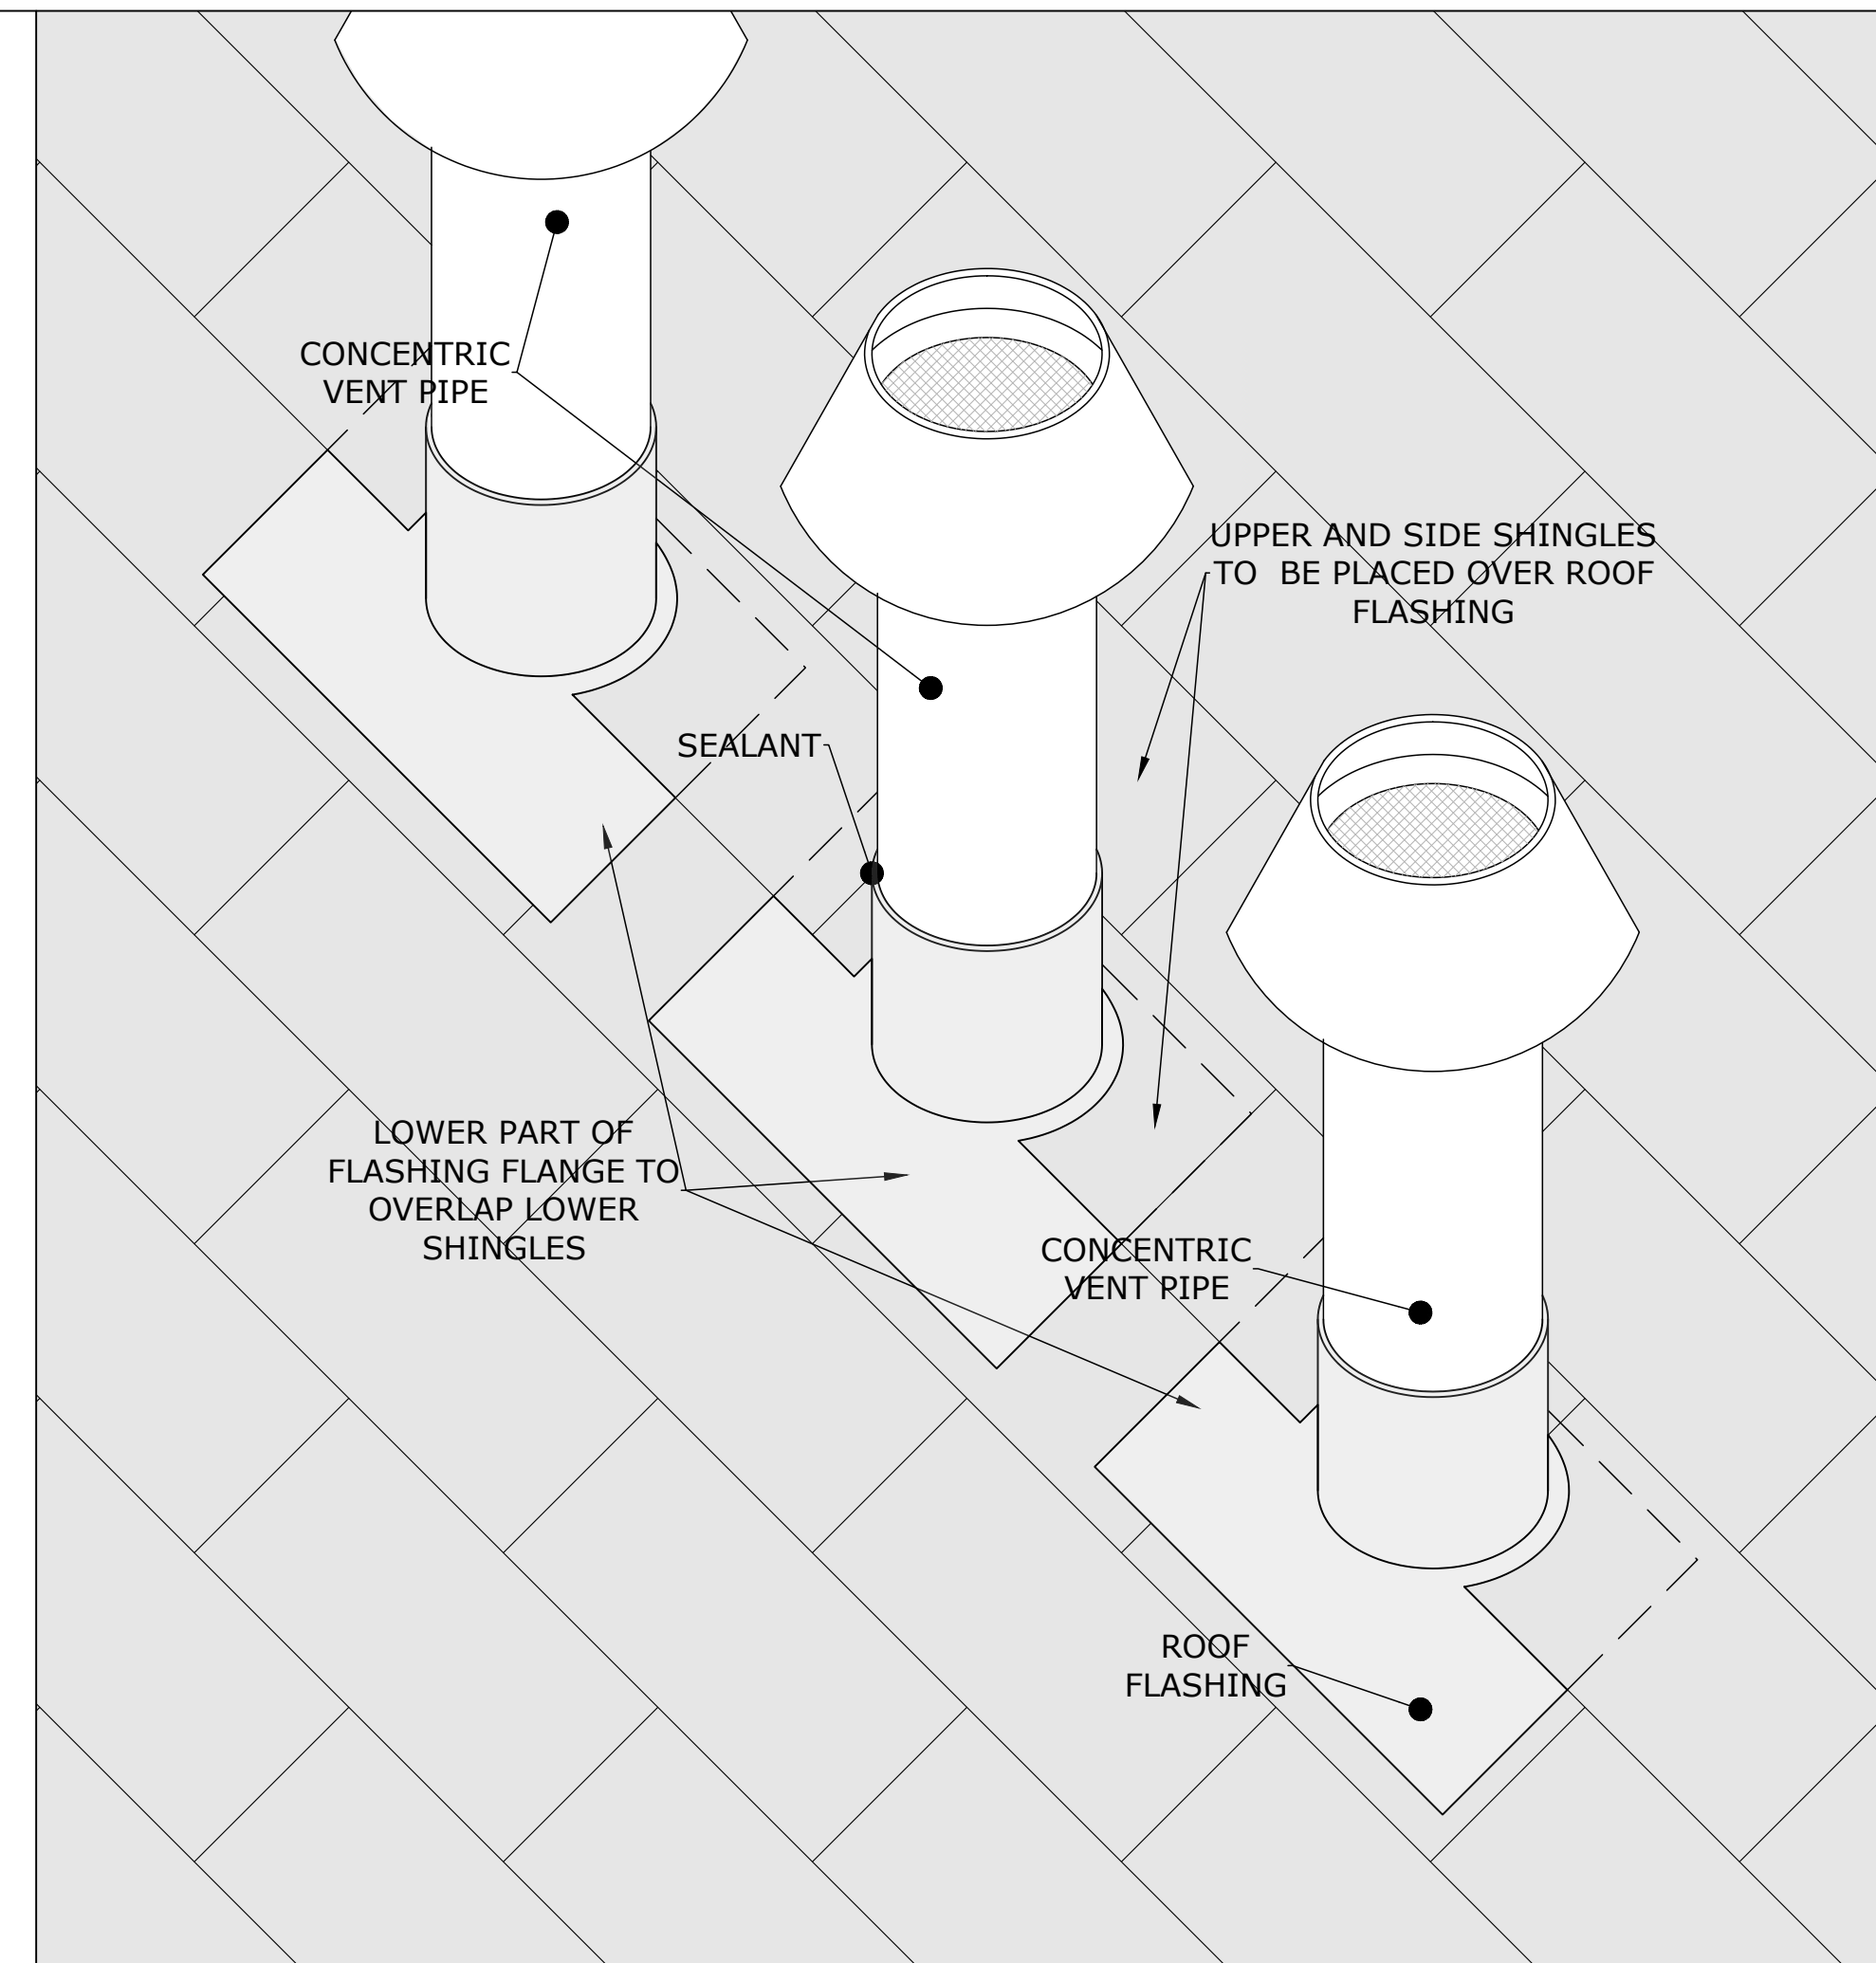 CONCENTRIC
VENT PIPE
UPPER AND SIDE SHINGLES
TO  BE PLACED OVER ROOF
FLASHING
SEALANT
LOWER PART OF
FLASHING FLANGE TO
OVERLAP LOWER
SHINGLES
CONCENTRIC
VENT PIPE
ROOF
FLASHING